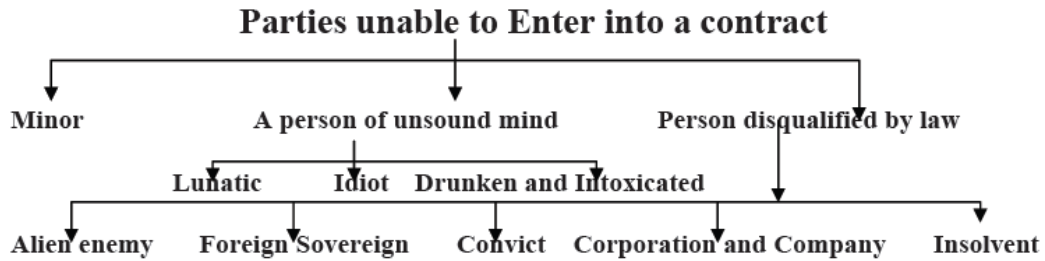 Parties unable to Enter into a contract
Minor A person of unsound mind Person disqualified by law
Lunatic Idiot Drunken and Intoxicated
Alien enemy Foreign Sovereign Convict Corporation and Company Insolvent